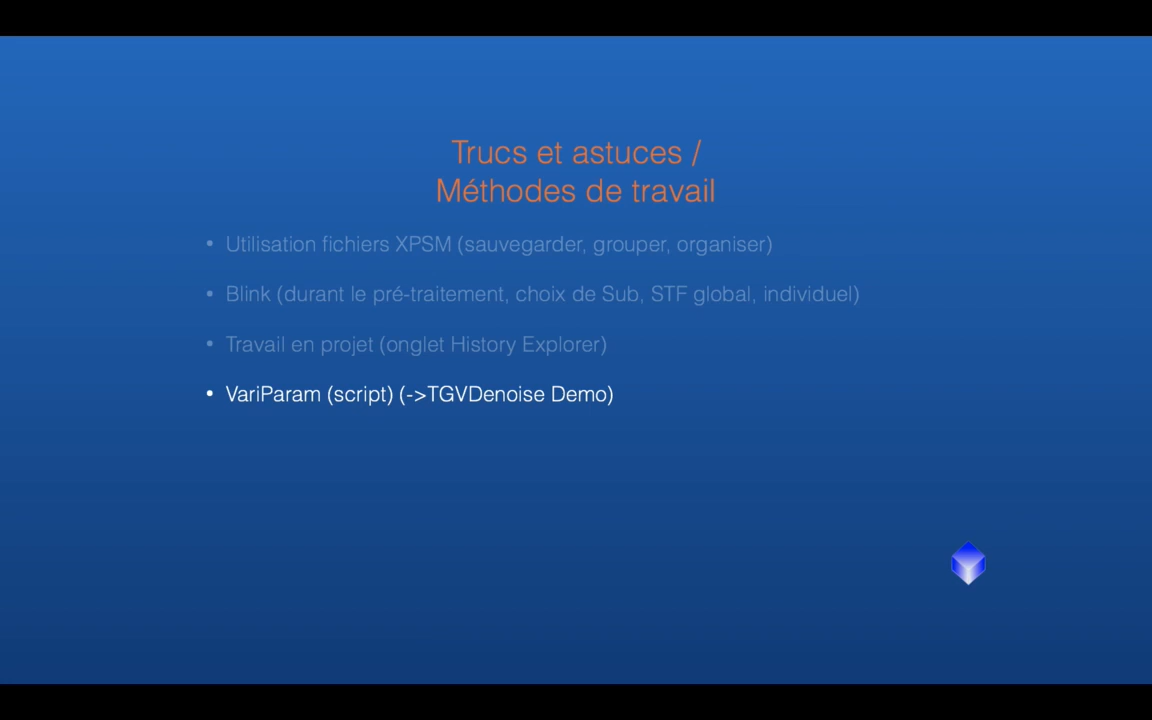 Trucs et astuces /
Méthodes de travail
• Utilisation fichiers XPSM (sauvegarder, grouper, organiser)
• Blink (durant le pré-traitement, choix de Sub, STF global, individuel)
• Travail en projet (onglet History Explorer)
• VariParam (script) (->TGVDenoise Demo)